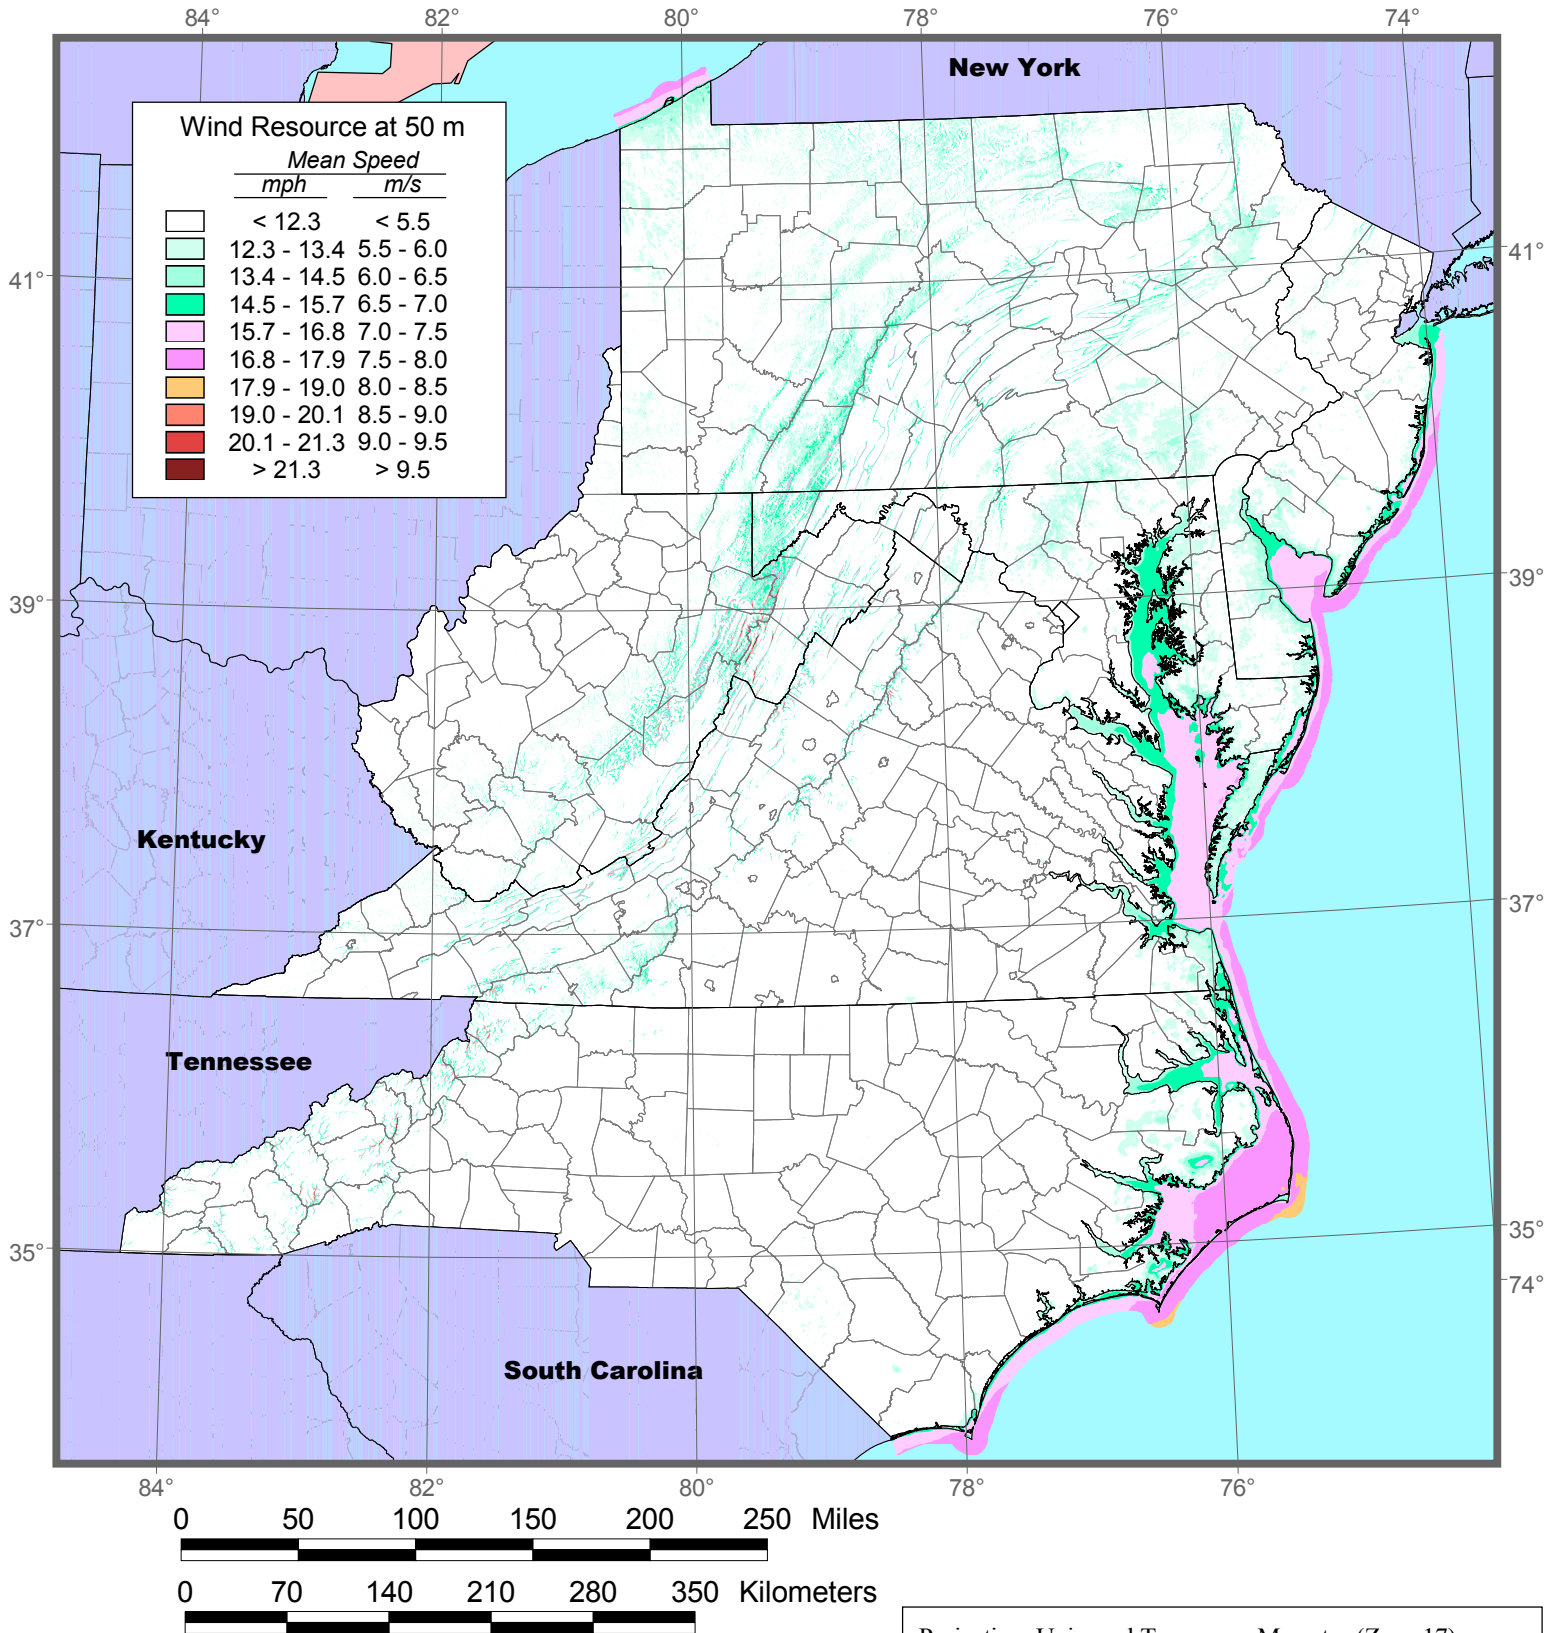 84° 82° 80° 78° 76° 74°
New York
Wind Resource at 50 m
Mean Speed
mph m/s
< 12.3 < 5.5
12.3 - 13.4 5.5 - 6.0
13.4 - 14.5 6.0 - 6.5
14.5 - 15.7 6.5 - 7.0
15.7 - 16.8 7.0 - 7.5
16.8 - 17.9 7.5 - 8.0
17.9 - 19.0 8.0 - 8.5
19.0 - 20.1 8.5 - 9.0
20.1 - 21.3 9.0 - 9.5
> 21.3 > 9.5
41° 41°
39° 39°
Kentucky
37° 37°
Tennessee
35° 35°
74°
South Carolina
84° 82° 80° 78° 76°
0 50 100 150 200 250 Miles
0 70 140 210 280 350 Kilometers